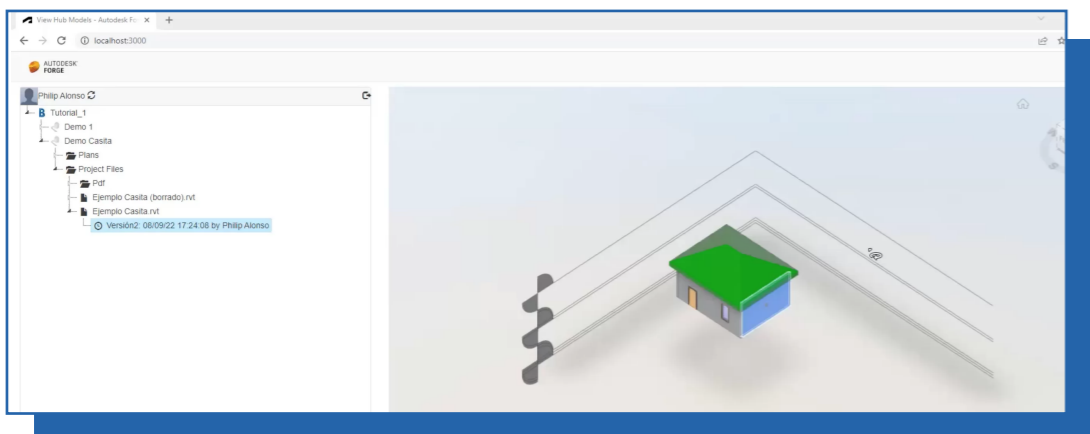 View Hub Models - Autodesk For
localhost:3000
AUTODESK
FORGE
Philip Alonso
B Tutorial_1
Demo 1
Demo Casita
Plans
Project Files
Pdf
Ejemplo Casita (borrado).rvt
Ejemplo Casita.rvt
Versión2: 08/09/22 17:24:08 by Philip Alonso